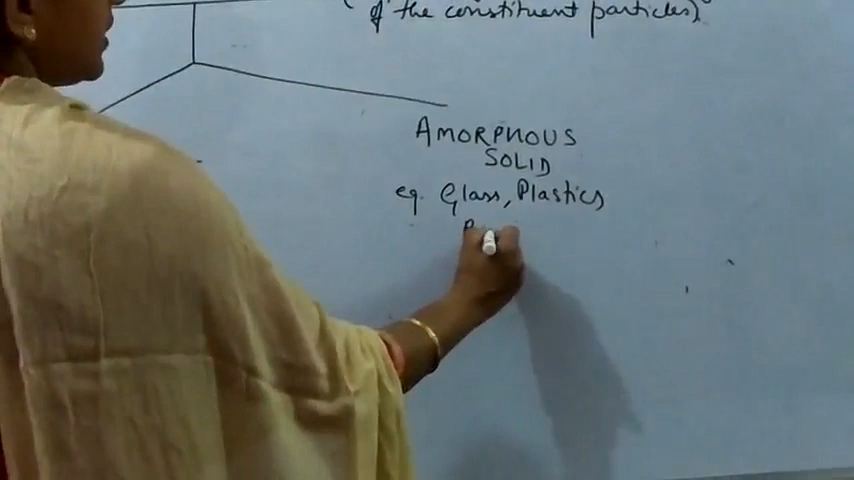 (of the constituent particles)
AMORPHOUS
SOLID
eg. Glass, Plastics